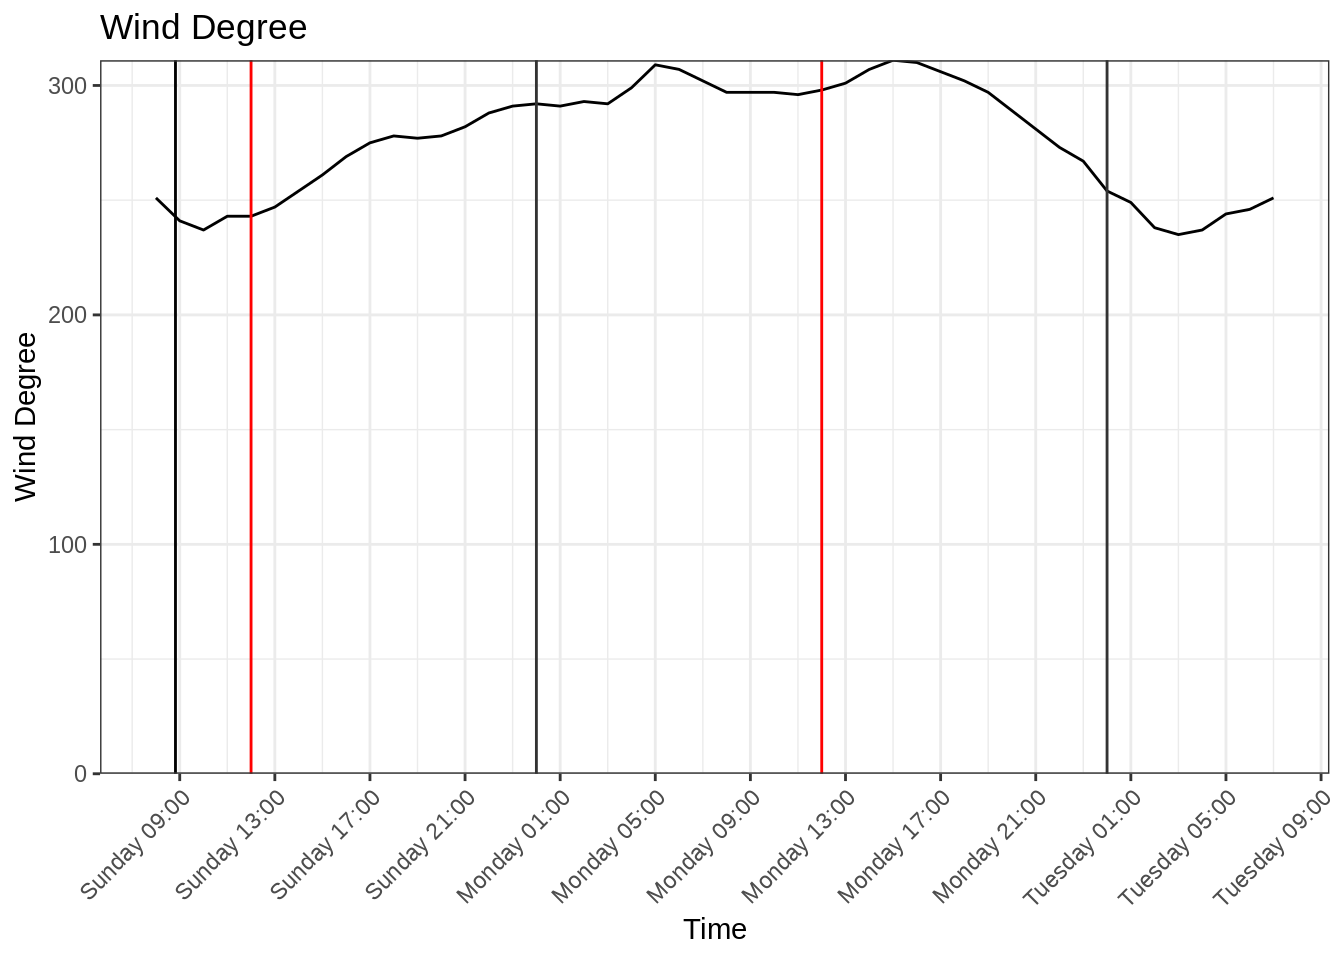 Wind Degree
Wind Degree
300
200
100
0
Sunday 09:00
Sunday 13:00
Sunday 17:00
Sunday 21:00
Monday 01:00
Monday 05:00
Monday 09:00
Monday 13:00
Monday 17:00
Monday 21:00
Tuesday 01:00
Tuesday 05:00
Tuesday 09:00
Time